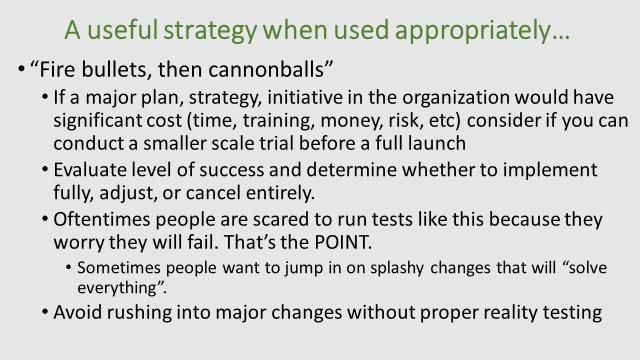 A useful strategy when used appropriately…
• “Fire bullets, then cannonballs”
• If a major plan, strategy, initiative in the organization would have
significant cost (time, training, money, risk, etc) consider if you can
conduct a smaller scale trial before a full launch
• Evaluate level of success and determine whether to implement
fully, adjust, or cancel entirely.
• Oftentimes people are scared to run tests like this because they
worry they will fail. That’s the POINT.
• Sometimes people want to jump in on splashy changes that will “solve
everything”.
• Avoid rushing into major changes without proper reality testing